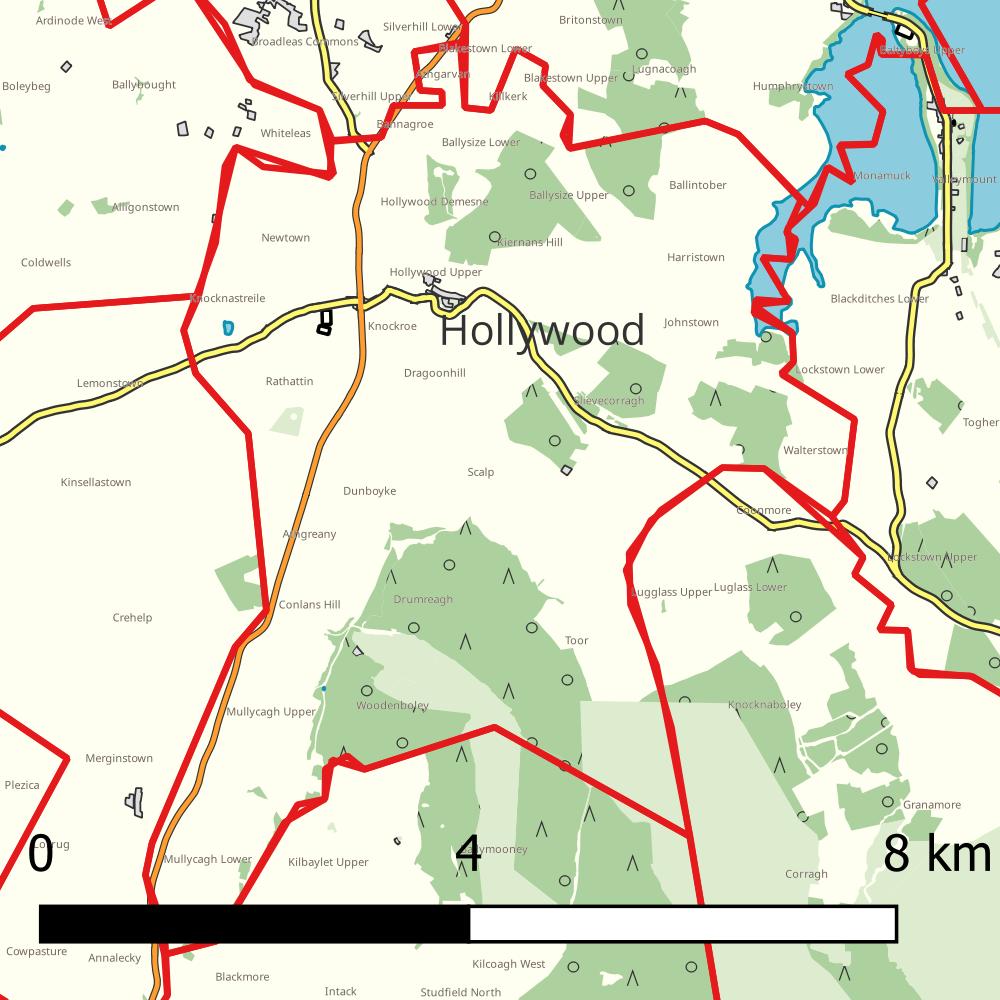 Ardinode West
Silverhill Lower
Britonstown
Broadleas Commons
Blakestown Lower
Baltyboys Upper
Athgarvan
Lugnacoagh
Boleybeg
Ballybought
Blakestown Upper
Humphrystown
Silverhill Upper
Kilkerk
Whiteleas
Bannagroe
Ballysize Lower
Monamuck
Valleymount
Ballintober
Alligonstown
Hollywood Demesne
Ballysize Upper
Newtown
Kiernans Hill
Coldwells
Harristown
Hollywood Upper
Knocknastreile
Blackditches Lower
Knockroe
Hollywood
Johnstown
Dragoonhill
Lockstown Lower
Lemonstown
Rathattin
Slievecorragh
Togher
Walterstown
Scalp
Kinsellastown
Dunboyke
Coonmore
Athgreany
Lockstown Upper
Luglass Lower
Lugglass Upper
Drumreagh
Conlans Hill
Crehelp
Toor
Woodenboley
Knocknaboley
Mullycagh Upper
Merginstown
Plezica
Granamore
Ballymooney
Mullycagh Lower
Kilbaylet Upper
Corragh
0 4 8 km
Cowpasture
Annalecky
Kilcoagh West
Blackmore
Intack
Studfield North